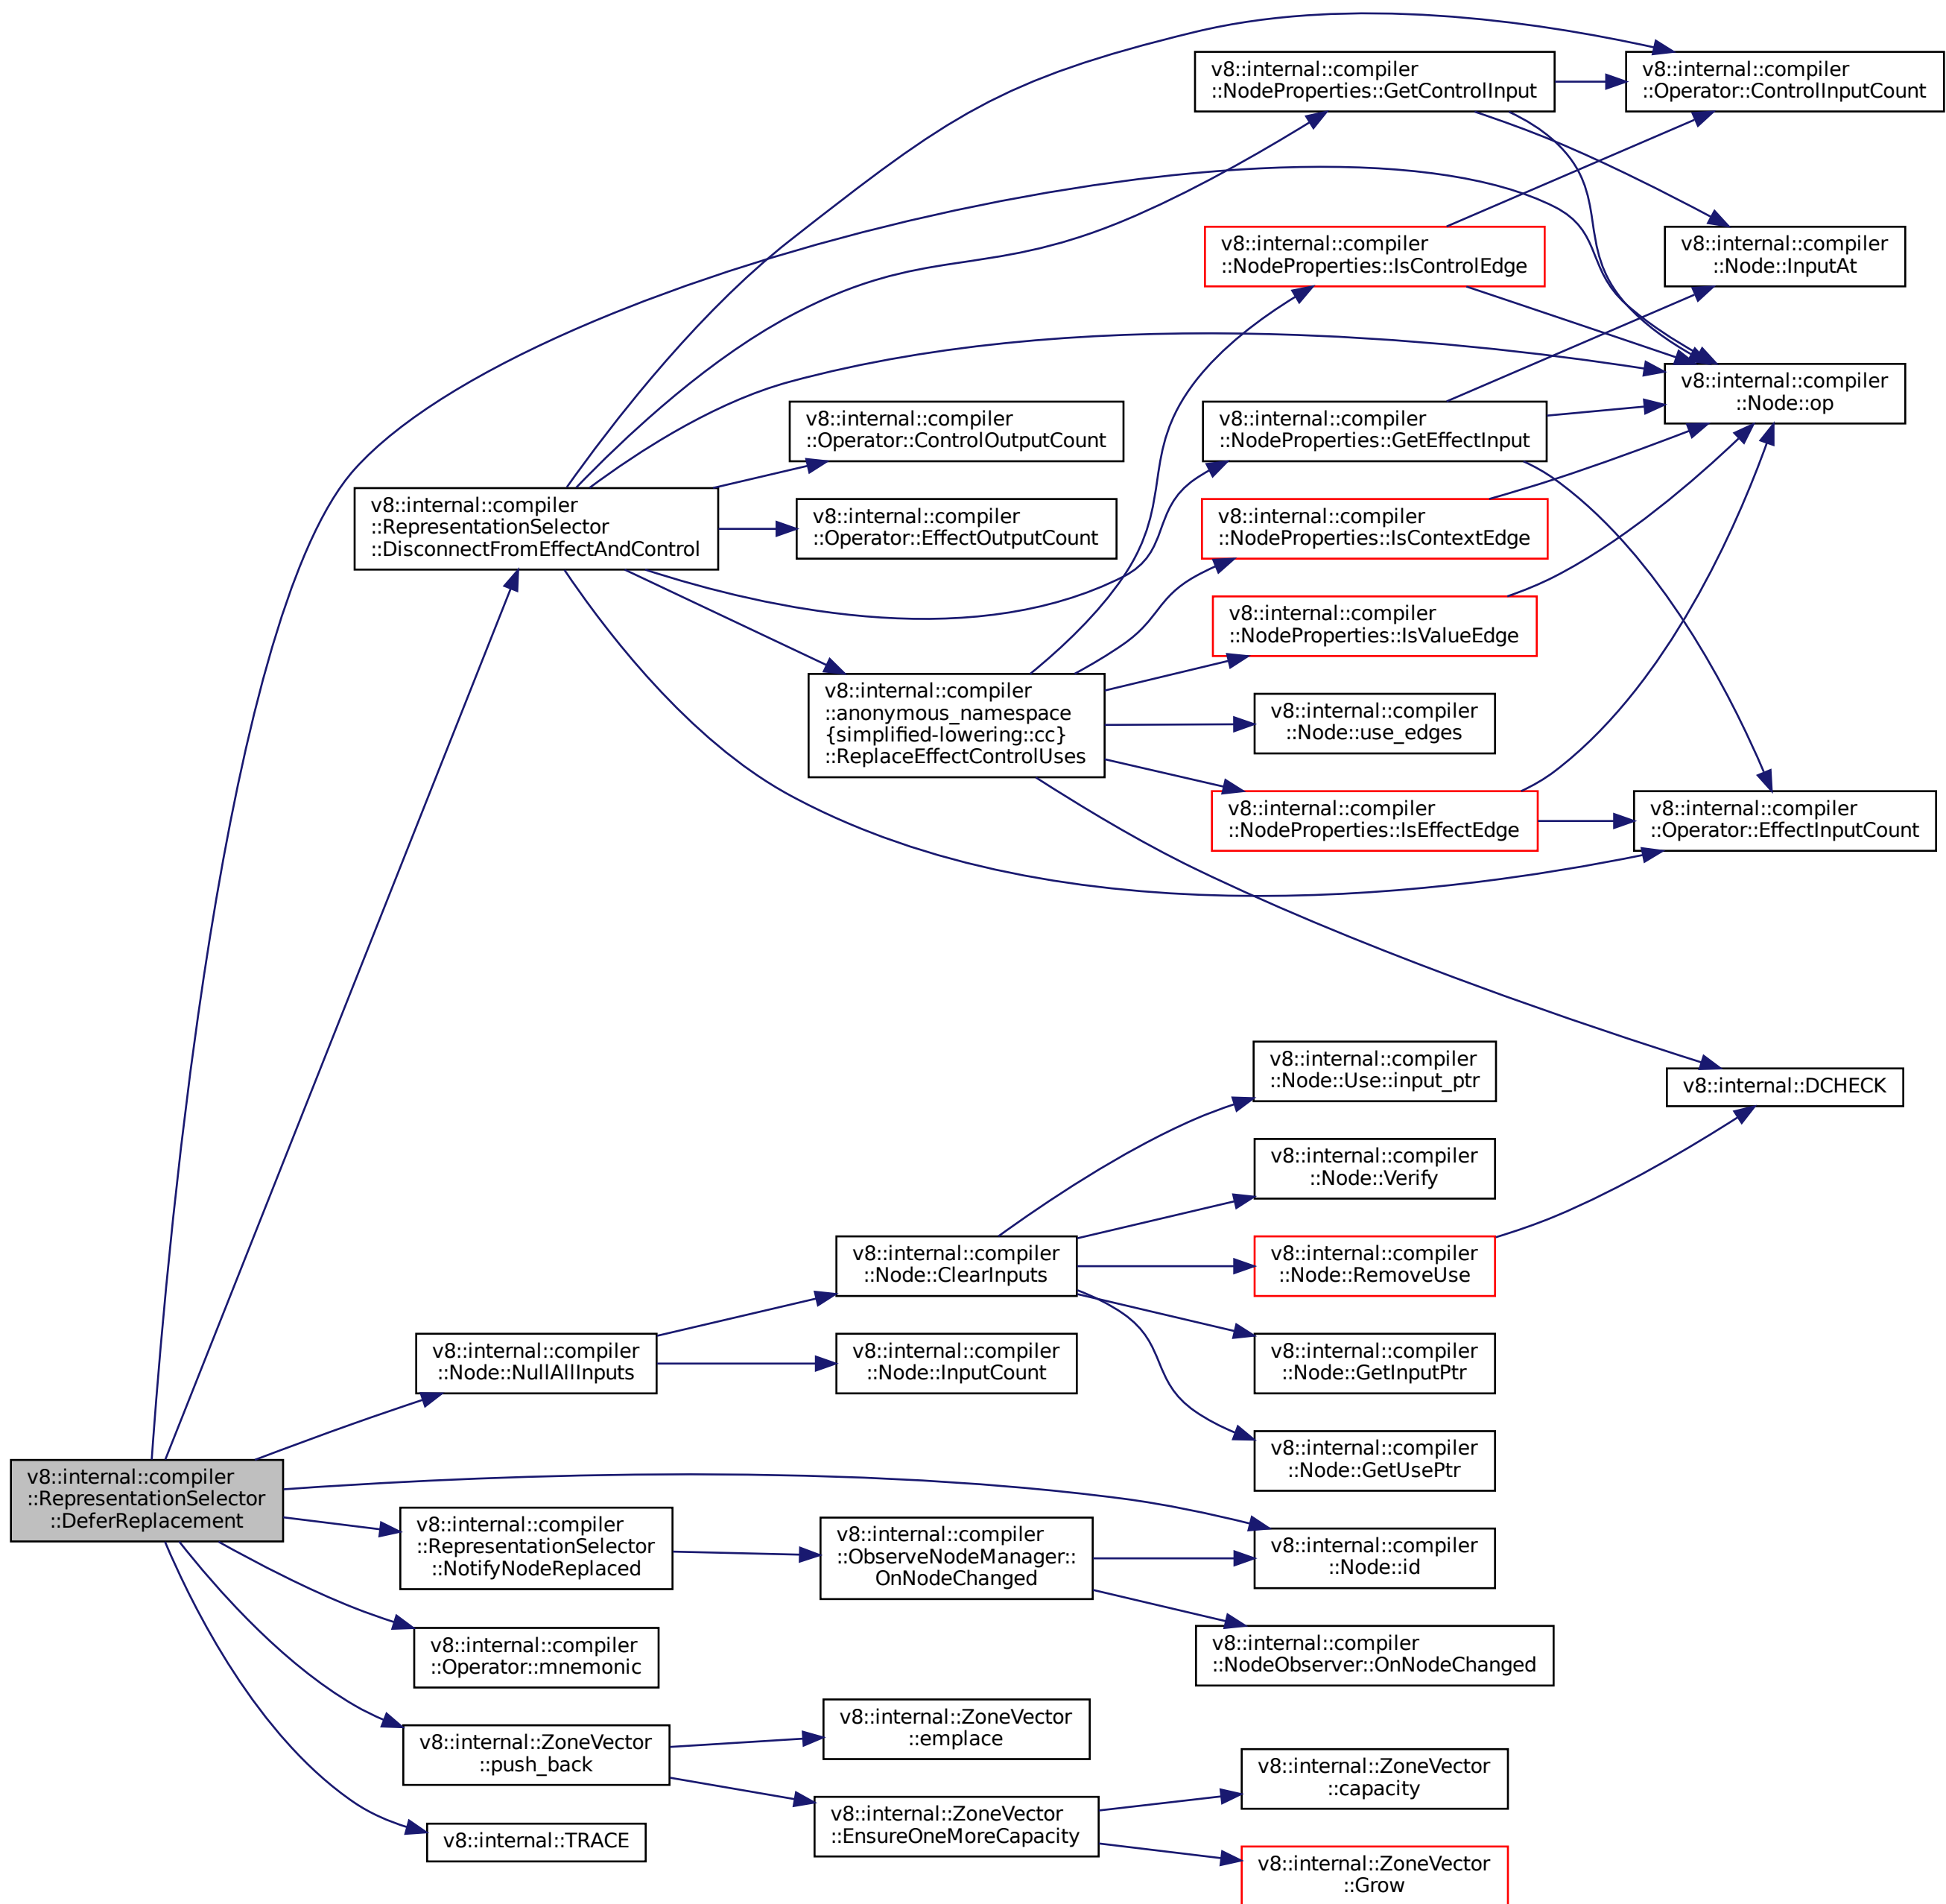 v8::internal::compiler
::NodeProperties::GetControlInput
v8::internal::compiler
::Operator::ControlInputCount
v8::internal::compiler
::NodeProperties::IsControlEdge
v8::internal::compiler
::Node::InputAt
v8::internal::compiler
::Node::op
v8::internal::compiler
::Operator::ControlOutputCount
v8::internal::compiler
::NodeProperties::GetEffectInput
v8::internal::compiler
::RepresentationSelector
::DisconnectFromEffectAndControl
v8::internal::compiler
::Operator::EffectOutputCount
v8::internal::compiler
::NodeProperties::IsContextEdge
v8::internal::compiler
::NodeProperties::IsValueEdge
v8::internal::compiler
::anonymous_namespace
{simplified-lowering::cc}
::ReplaceEffectControlUses
v8::internal::compiler
::Node::use_edges
v8::internal::compiler
::NodeProperties::IsEffectEdge
v8::internal::compiler
::Operator::EffectInputCount
v8::internal::compiler
::Node::Use::input_ptr
v8::internal::DCHECK
v8::internal::compiler
::Node::Verify
v8::internal::compiler
::Node::ClearInputs
v8::internal::compiler
::Node::RemoveUse
v8::internal::compiler
::Node::NullAllInputs
v8::internal::compiler
::Node::InputCount
v8::internal::compiler
::Node::GetInputPtr
v8::internal::compiler
::Node::GetUsePtr
v8::internal::compiler
::RepresentationSelector
::DeferReplacement
v8::internal::compiler
::RepresentationSelector
::NotifyNodeReplaced
v8::internal::compiler
::ObserveNodeManager::
OnNodeChanged
v8::internal::compiler
::Node::id
v8::internal::compiler
::Operator::mnemonic
v8::internal::compiler
::NodeObserver::OnNodeChanged
v8::internal::ZoneVector
::push_back
v8::internal::ZoneVector
::emplace
v8::internal::ZoneVector
::capacity
v8::internal::TRACE
v8::internal::ZoneVector
::EnsureOneMoreCapacity
v8::internal::ZoneVector
::Grow